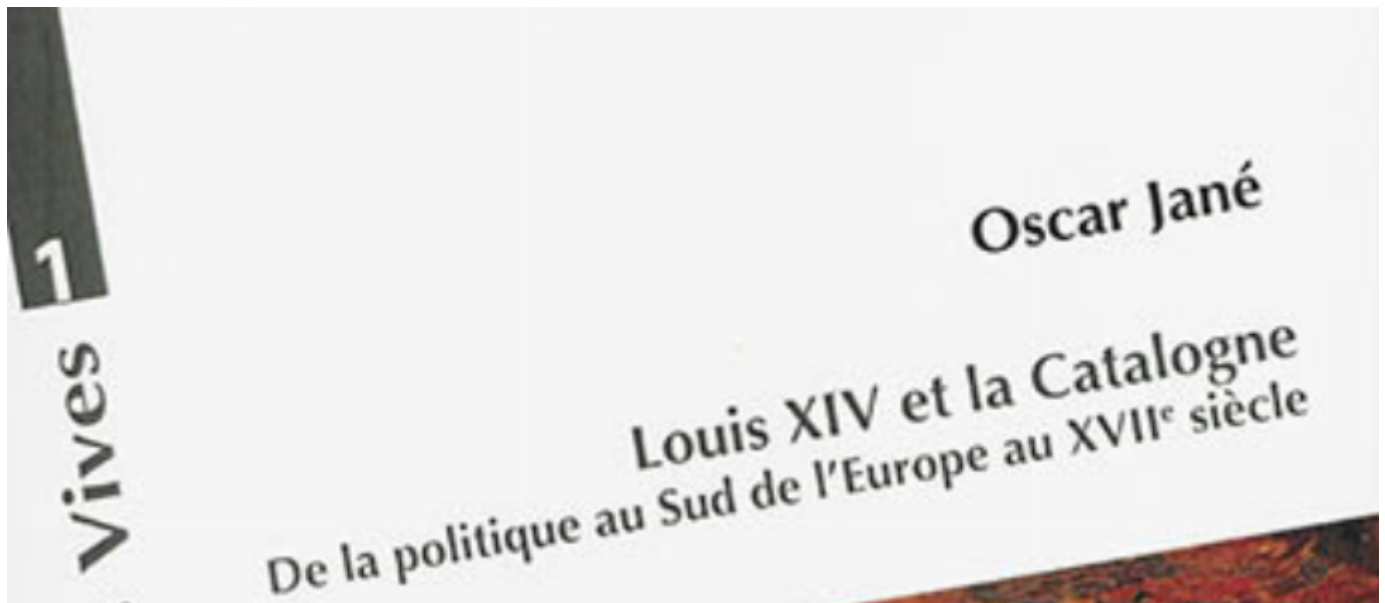 Oscar Jané
Louis XIV et la Catalogne
De la politique au Sud de l'Europe au XVIIe siècle
Vives 1